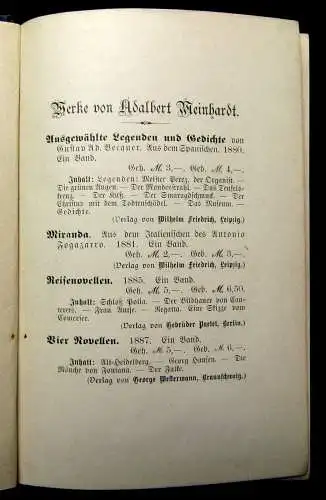 Werke von Adalbert Meinhardt.
Ausgewählte Legenden und Gedichte von
Gustav Ad. Becquer. Aus dem Spanischen. 1880.
Ein Band.
Geh. M. 3,—. Geb. M. 4,—.
Inhalt: Legenden: Meister Perez, der Organist. —
Die grünen Augen. — Der Mondesstrahl. — Das Teufels-
kreuz. — Der Kuß. — Der Smaragdschmuck. — Der
Christus mit dem Todtenschädel. — Das Miserere. —
Gedichte.
(Verlag von Wilhelm Friedrich, Leipzig.)
Miranda. Aus dem Italienischen des Antonio
Fogazzaro. 1881. Ein Band.
Geh. M. 2,—. Geb. M. 3,—.
(Verlag von Wilhelm Friedrich, Leipzig.)
Reisenovellen. 1885. Ein Band.
Geh. M. 5,—. Geb. M. 6,50.
Inhalt: Schloß Polia. — Der Bildhauer von Cau-
terets. — Frau Antje. — Regatta. Eine Skizze vom
Comersee.
(Verlag von Gebrüder Paetel, Berlin.)
Vier Novellen. 1887. Ein Band.
Geh. M. 5,—. Geb. M. 6,—.
Inhalt: Alt-Heidelberg. — Georg Hansen. — Die
Mönche von Fontana. — Der Falke.
(Verlag von George Westermann, Braunschweig.)